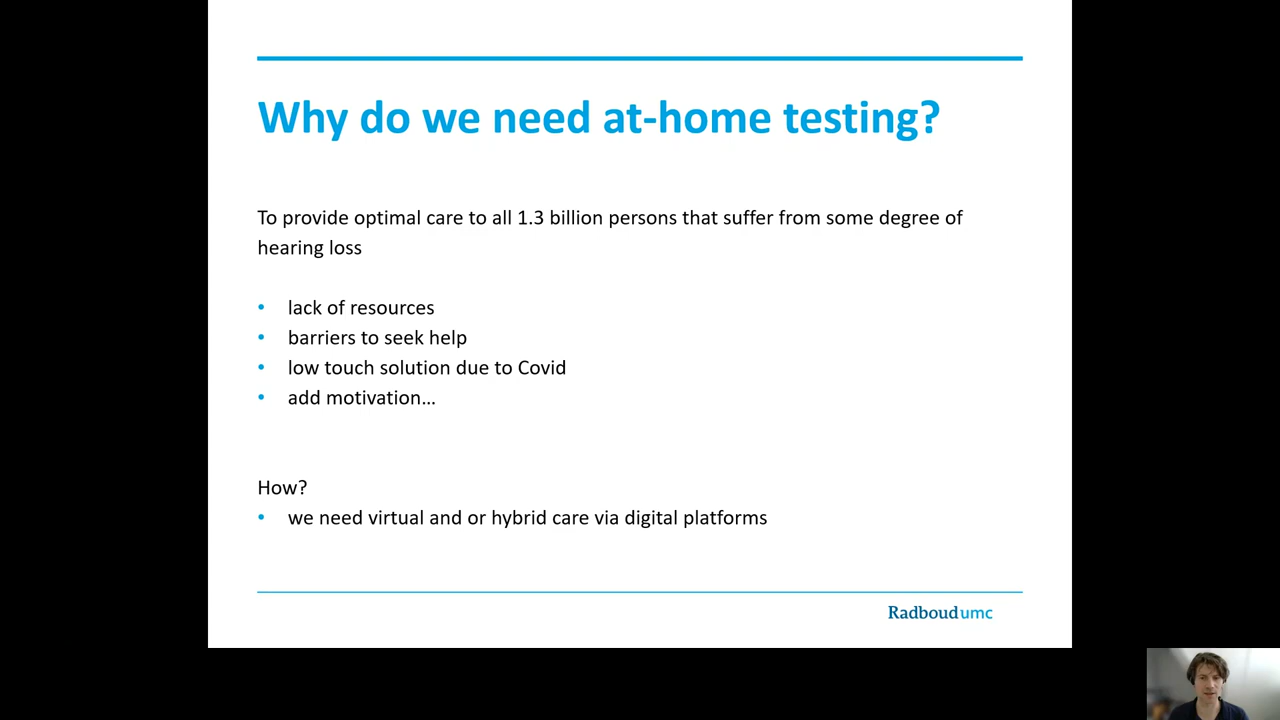 Why do we need at-home testing?
To provide optimal care to all 1.3 billion persons that suffer from some degree of
hearing loss
• lack of resources
• barriers to seek help
• low touch solution due to Covid
• add motivation...
How?
• we need virtual and or hybrid care via digital platforms
Radboudumc